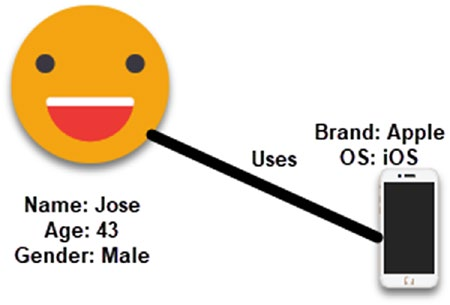 Brand: Apple
Uses
OS: iOS
Name: Jose
Age: 43
Gender: Male